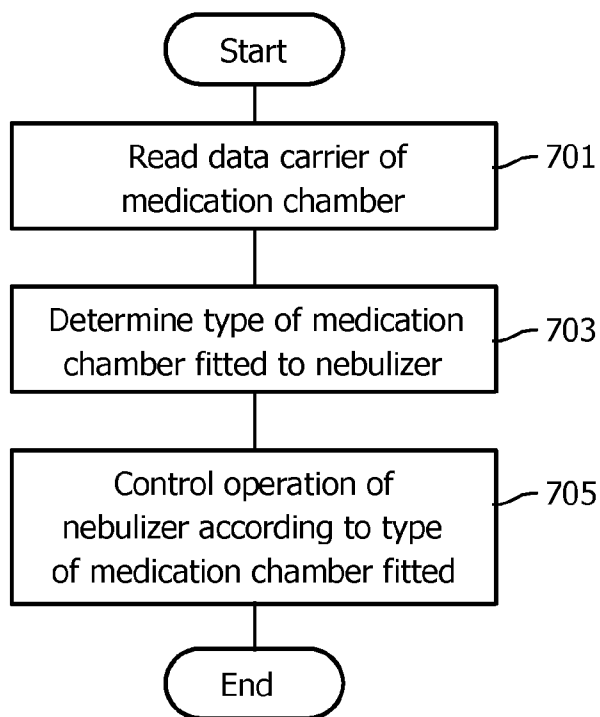 Start
Read data carrier of
medication chamber
701
Determine type of medication
chamber fitted to nebulizer
703
Control operation of
nebulizer according to type
of medication chamber fitted
705
End